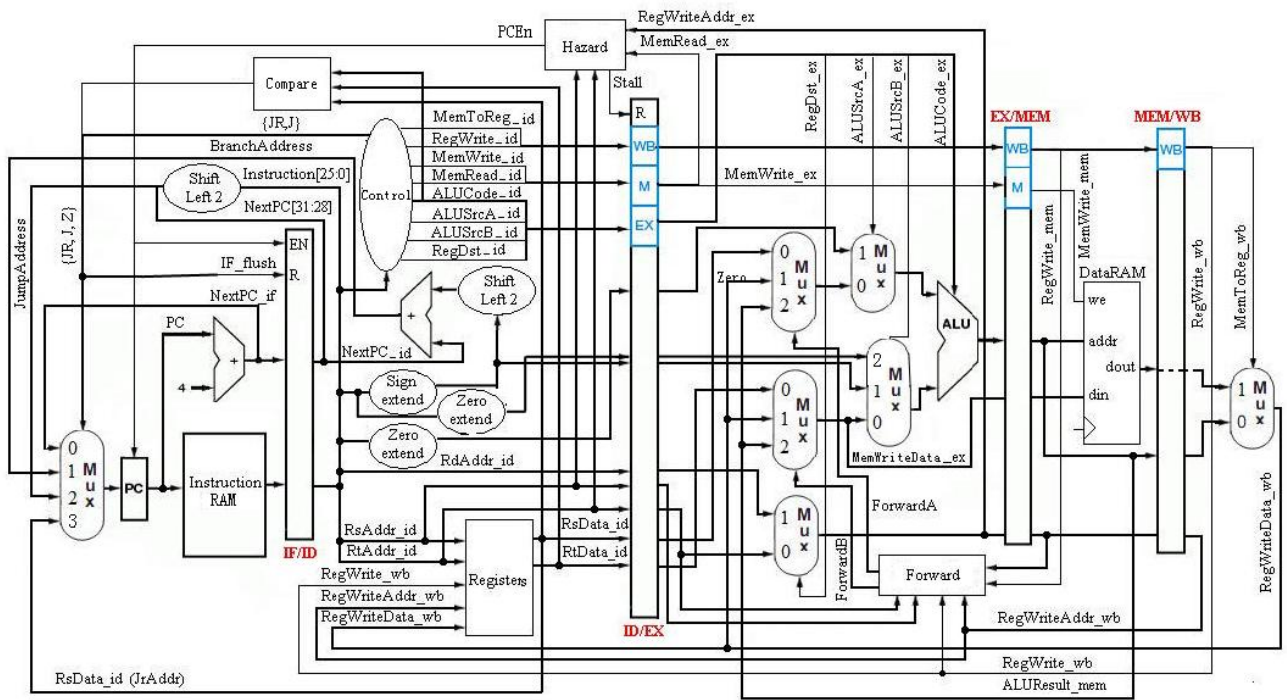 RegWriteAddr_ex
PCEn
Hazard
MemRead_ex
Compare
Stall
R
{JR,J}
MemToReg_id
RegWrite_id
MemWrite_id
MemRead_id
ALUCode_id
ALUSrcA_id
ALUSrcB_id
RegDst_id
Control
WB
M
EX
RegDst_ex
ALUSrcA_ex
ALUSrcB_ex
ALUCode_ex
MemWrite_ex
EX/MEM
WB
M
MEM/WB
WB
RegWrite_mem
MemWrite_mem
RegWrite_wb
MemToReg_wb
BranchAddress
Shift
Left 2
Instruction[25:0]
NextPC[31:28]
JumpAddress
{JR, J, Z}
EN
R
IF_flush
NextPC_if
PC
+
4
NextPC_id
+
Shift
Left 2
Sign
extend
Zero
extend
Zero
extend
0
1
2
3
Mux
PC
Instruction
RAM
IF/ID
RdAddr_id
RsAddr_id
RtAddr_id
RegWrite_wb
RegWriteAddr_wb
RegWriteData_wb
Registers
RsData_id
RtData_id
ID/EX
RsData_id (JrAddr)
Zero
0
1
2
Mux
1
0
Mux
0
1
2
Mux
2
1
0
Mux
1
0
Mux
ALU
MemWriteData_ex
ForwardA
ForwardB
Forward
DataRAM
we
addr
dout
din
1
0
Mux
RegWriteData_wb
RegWriteAddr_wb
RegWrite_wb
ALUResult_mem